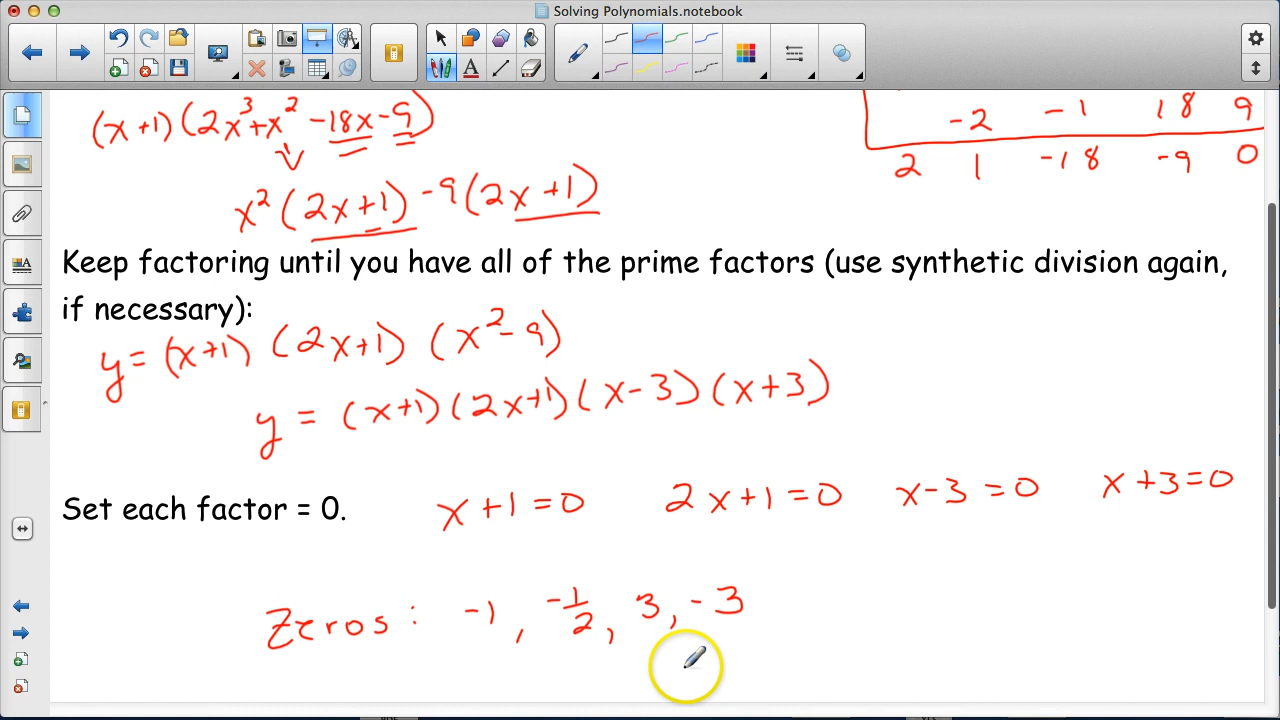 Solving Polynomials.notebook
(x+1)(2x³+x²-18x-9)
-2 -1 18 9
2 1 -18 -9 0
x²(2x+1)-9(2x+1)
Keep factoring until you have all of the prime factors (use synthetic division again,
if necessary):
y=(x+1) (2x+1) (x²-9)
y = (x+1)(2x+1)(x-3)(x+3)
Set each factor = 0. x+1=0 2x+1=0 x-3=0 x+3=0
Zeros: -1, -1/2, 3, -3